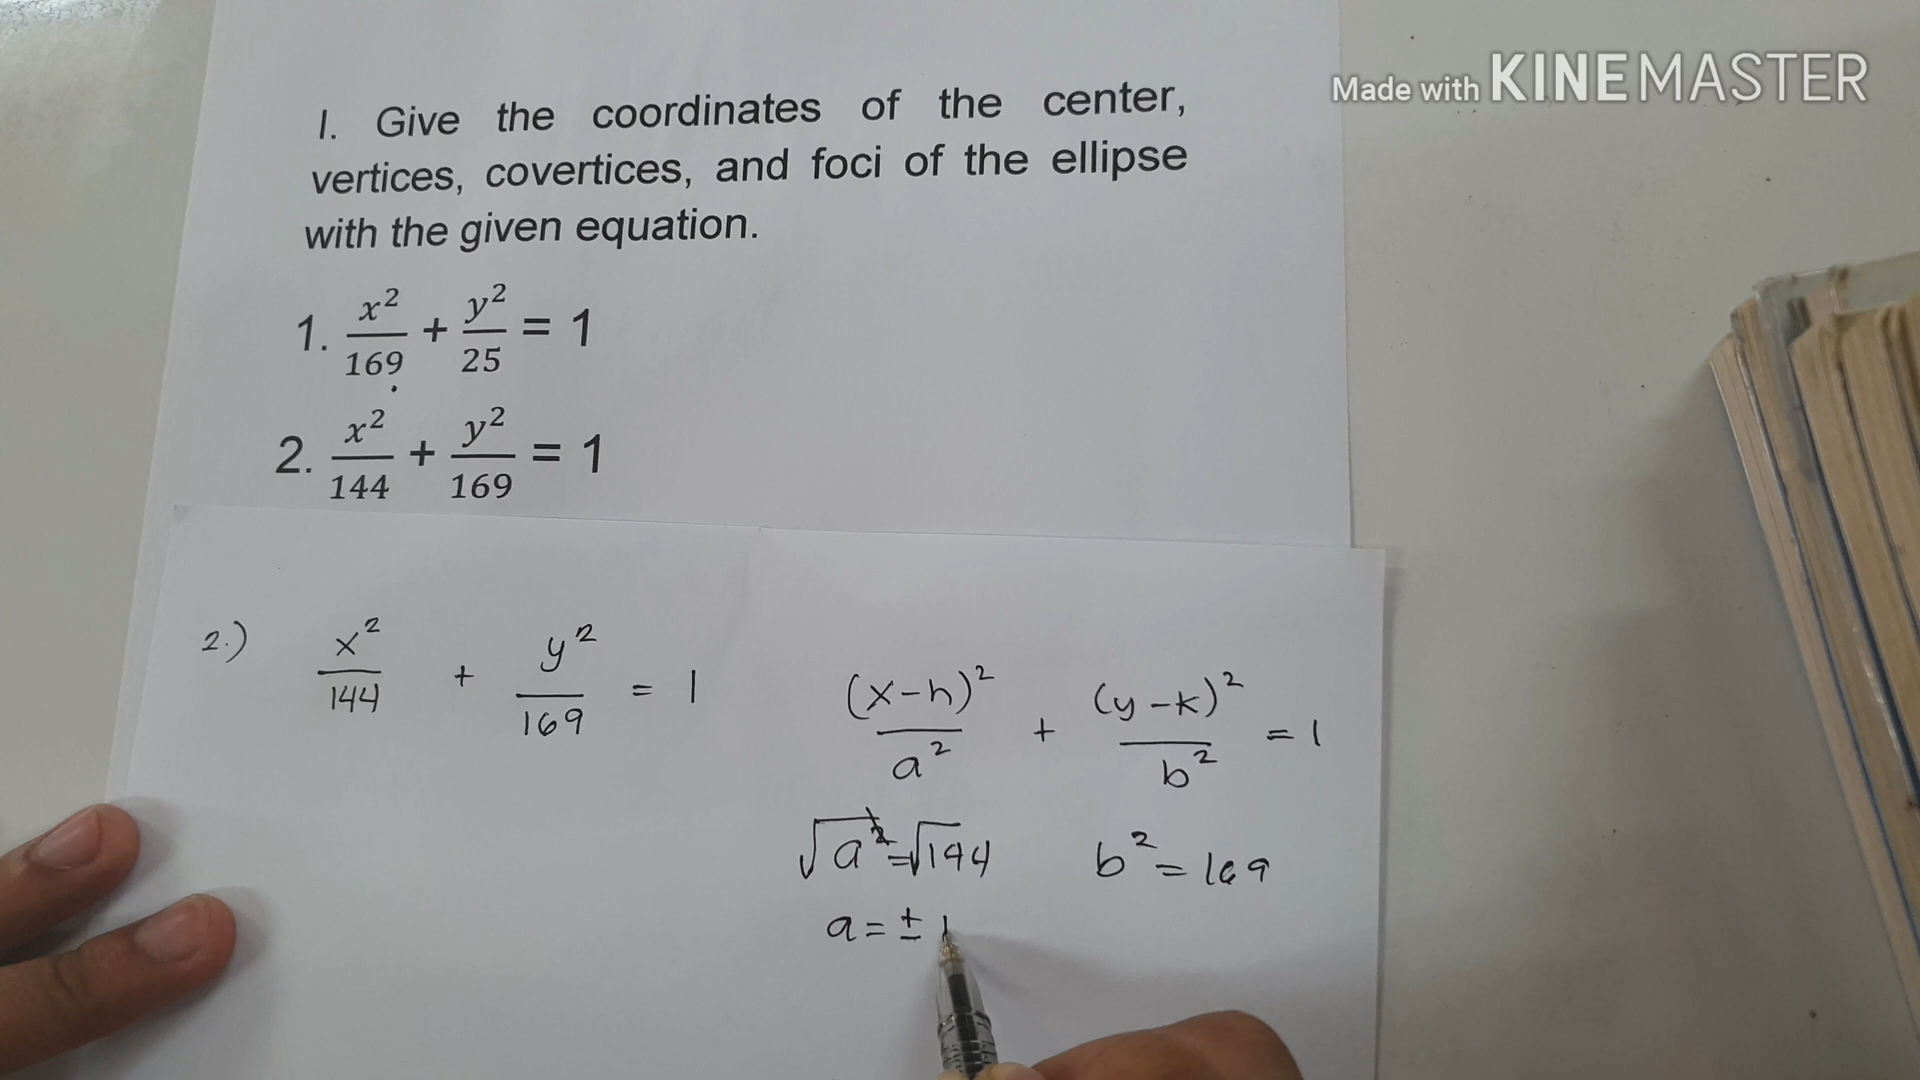 Made with KINEMASTER
I. Give the coordinates of the center,
vertices, covertices, and foci of the ellipse
with the given equation.
1. x²/169 + y²/25 = 1
2. x²/144 + y²/169 = 1
2.) x²/144 + y²/169 = 1
(x-h)²/a² + (y-k)²/b² = 1
√a² = √144 b² = 169
a = ± 1